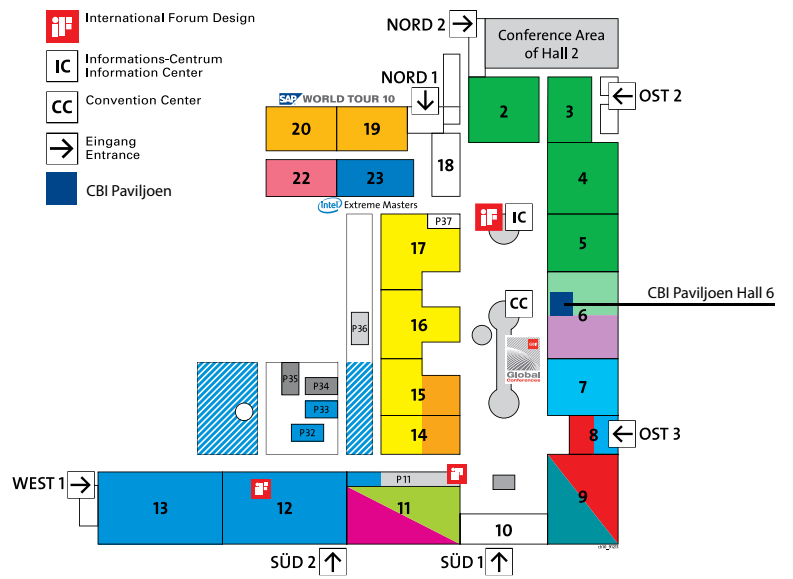 iF
International Forum Design
IC
Informations-Centrum
Information Center
CC
Convention Center
Eingang
Entrance
CBI Paviljoen
NORD 2
Conference Area
of Hall 2
NORD 1
SAP WORLD TOUR 10
OST 2
2
3
20
19
18
4
22
23
intel Extreme Masters
P37
iF
IC
17
5
CC
CBI Paviljoen Hall 6
6
16
P36
Global
Conferences
P35
P34
15
7
P33
P32
14
8
OST 3
iF
P11
WEST 1
iF
13
12
11
9
10
SÜD 2
SÜD 1